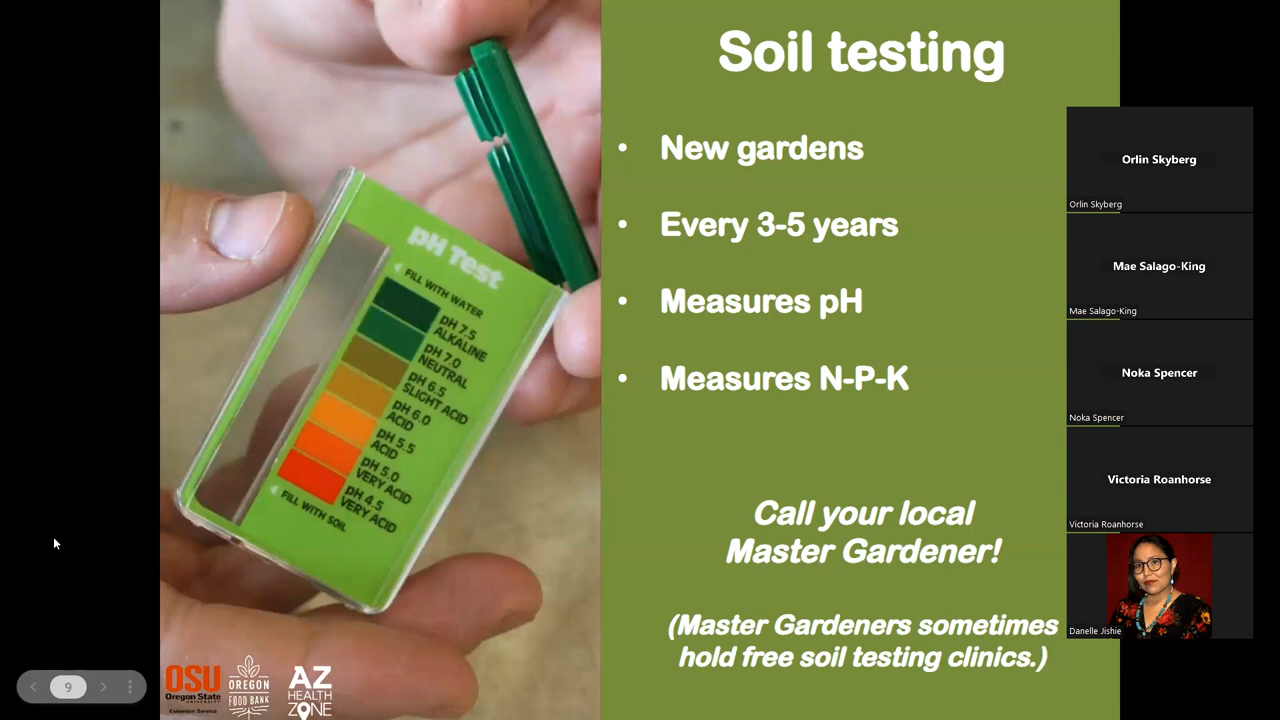 Soil testing
• New gardens
• Every 3-5 years
• Measures pH
• Measures N-P-K
Call your local
Master Gardener!
(Master Gardeners sometimes
hold free soil testing clinics.)
pH Test
FILL WITH WATER
pH 7.5
ALKALINE
pH 7.0
NEUTRAL
pH 6.5
SLIGHT ACID
pH 6.0
ACID
pH 5.5
ACID
pH 5.0
VERY ACID
pH 4.5
VERY ACID
FILL WITH SOIL
OSU
Oregon State
UNIVERSITY
Extension Service
OREGON
FOOD BANK
AZ
HEALTH
ZONE
9
Orlin Skyberg
Orlin Skyberg
Mae Salago-King
Mae Salago-King
Noka Spencer
Noka Spencer
Victoria Roanhorse
Victoria Roanhorse
Danelle Jishie